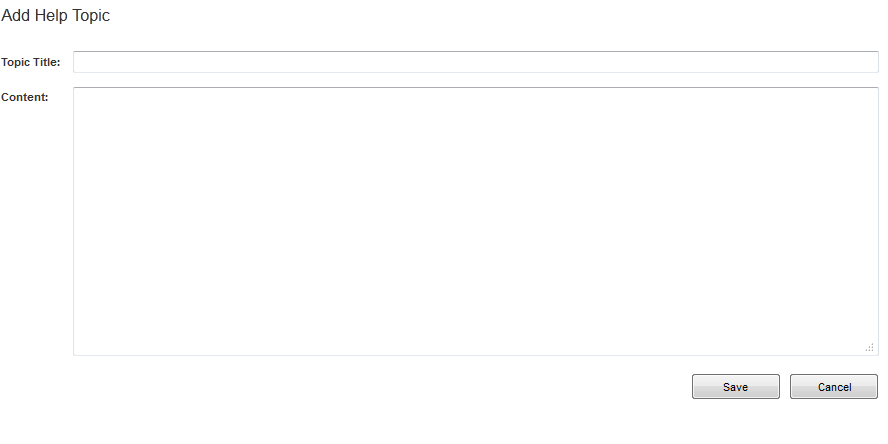 Add Help Topic
Topic Title:
Content:
Save Cancel